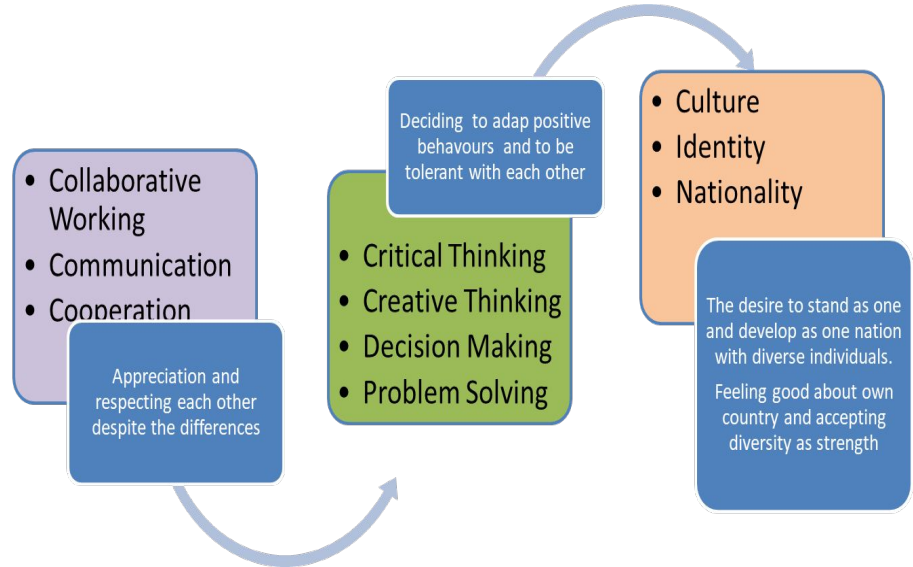 • Collaborative
Working
• Communication
• Cooperation
Appreciation and
respecting each other
despite the differences
Deciding to adap positive
behavours and to be
tolerant with each other
• Critical Thinking
• Creative Thinking
• Decision Making
• Problem Solving
• Culture
• Identity
• Nationality
The desire to stand as one
and develop as one nation
with diverse individuals.
Feeling good about own
country and accepting
diversity as strength